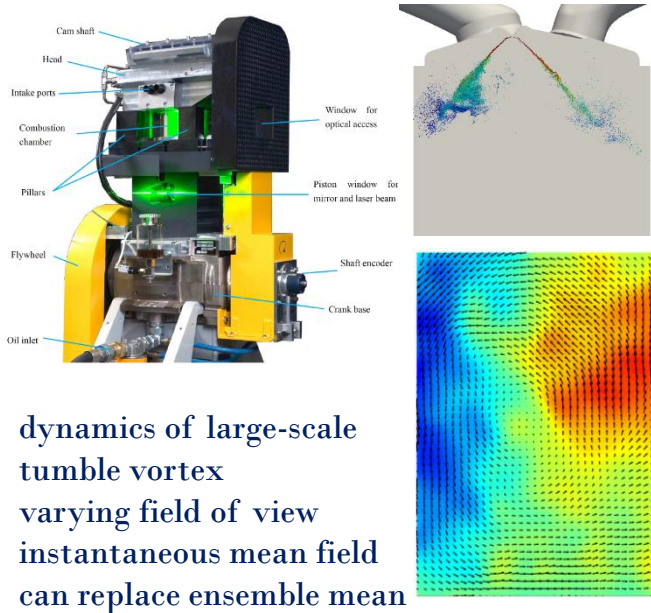 Cam shaft
Head
Intake ports
Combustion
chamber
Pillars
Flywheel
Oil inlet
Window for
optical access
Piston window for
mirror and laser beam
Shaft encoder
Crank base
dynamics of large-scale
tumble vortex
varying field of view
instantaneous mean field
can replace ensemble mean